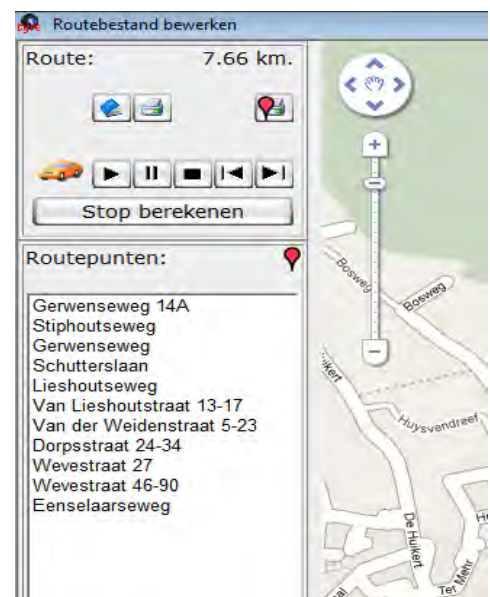 Routebestand bewerken
Route: 7.66 km.
Stop berekenen
Routepunten:
Gerwenseweg 14A
Stiphoutseweg
Gerwenseweg
Schutterslaan
Lieshoutseweg
Van Lieshoutstraat 13-17
Van der Weidenstraat 5-23
Dorpsstraat 24-34
Wevestraat 27
Wevestraat 46-90
Eenselaarseweg
Bosweg
Bosweg
Huysvendreef
De Huikert
Ter Mehr